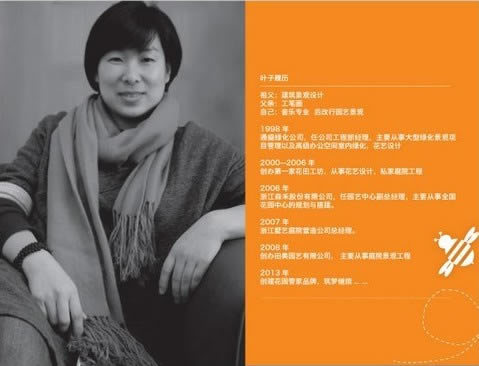 叶子履历
祖父：建筑景观设计
父亲：工笔画
自己：音乐专业 后改行园艺景观
1998 年
通威绿化公司，任公司工程部经理，主要从事大型绿化景观项
目管理以及高级办公空间室内绿化，花艺设计
2000—2006 年
创办第一家花田工坊，从事花艺设计，私家庭院工程
2006 年
浙江森禾股份有限公司，任园艺中心副总经理，主要从事全国
花园中心的规划与搭建。
2007 年
浙江墅艺庭院营造公司总经理。
2008 年
创办田美园艺有限公司， 主要从事庭院景观工程
2013 年
创建花园管家品牌，筑梦继续 ... ...